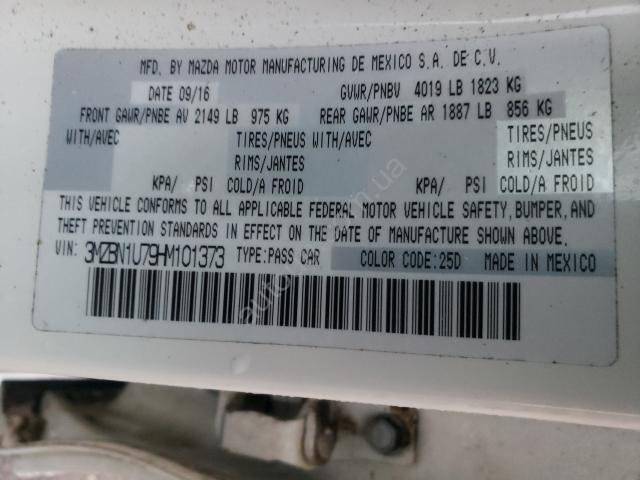 MFD. BY MAZDA MOTOR MANUFACTURING DE MEXICO S.A. DE C.V.
DATE 09/16 GVWR/PNBV 4019 LB 1823 KG
FRONT GAWR/PNBE AV 2149 LB 975 KG REAR GAWR/PNBE AR 1887 LB 856 KG
WITH/AVEC TIRES/PNEUS WITH/AVEC TIRES/PNEUS
RIMS/JANTES RIMS/JANTES
KPA/ PSI COLD/A FROID KPA/ PSI COLD/A FROID
THIS VEHICLE CONFORMS TO ALL APPLICABLE FEDERAL MOTOR VEHICLE SAFETY, BUMPER, AND
THEFT PREVENTION STANDARDS IN EFFECT ON THE DATE OF MANUFACTURE SHOWN ABOVE.
VIN: 3MZBN1U79HM101373 TYPE:PASS CAR COLOR CODE:25D MADE IN MEXICO